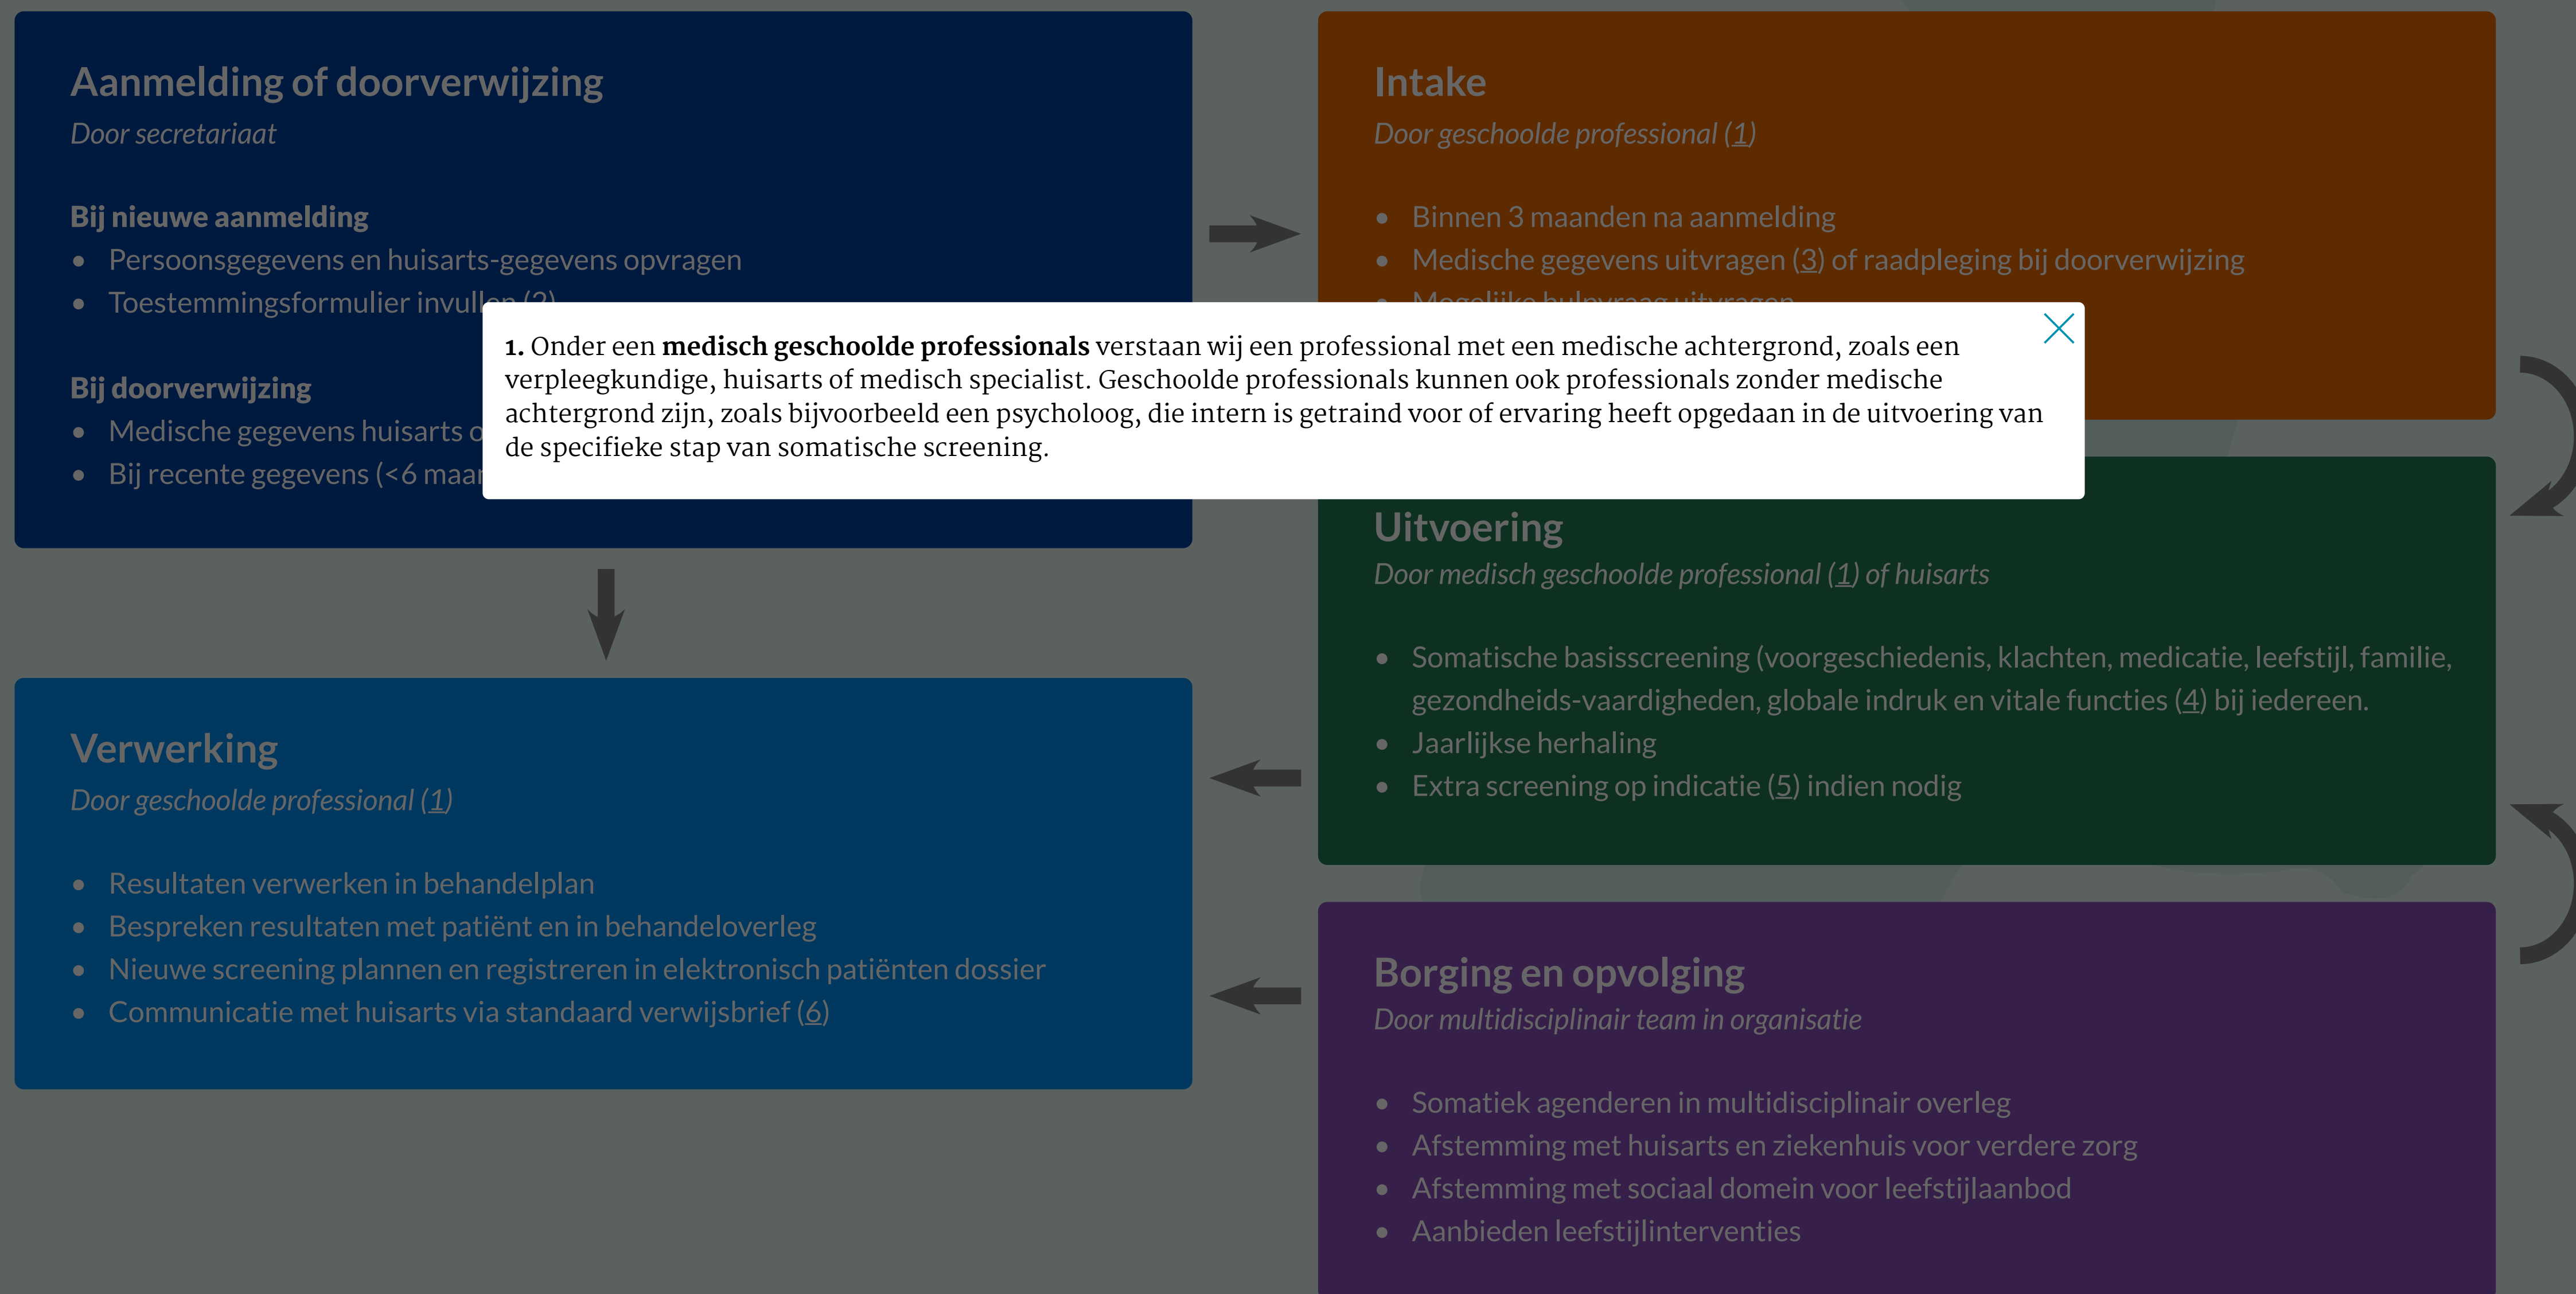 Aanmelding of doorverwijzing
Door secretariaat
Bij nieuwe aanmelding
• Persoonsgegevens en huisarts-gegevens opvragen
• Toestemmingsformulier invullen (2)
Bij doorverwijzing
• Medische gegevens huisarts
• Bij recente gegevens (<6
Intake
Door geschoolde professional (1)
• Binnen 3 maanden na aanmelding
• Medische gegevens uitvragen (3) of raadpleging bij doorverwijzing
• Mogelijke hulpvraag uitvragen
1. Onder een medisch geschoolde professionals verstaan wij een professional met een medische achtergrond, zoals een
verpleegkundige, huisarts of medisch specialist. Geschoolde professionals kunnen ook professionals zonder medische
achtergrond zijn, zoals bijvoorbeeld een psycholoog, die intern is getraind voor of ervaring heeft opgedaan in de uitvoering van
de specifieke stap van somatische screening.
Uitvoering
Door medisch geschoolde professional (1) of huisarts
• Somatische basisscreening (voorgeschiedenis, klachten, medicatie, leefstijl, familie,
gezondheids-vaardigheden, globale indruk en vitale functies (4) bij iedereen.
• Jaarlijkse herhaling
• Extra screening op indicatie (5) indien nodig
Verwerking
Door geschoolde professional (1)
• Resultaten verwerken in behandelplan
• Bespreken resultaten met patiënt en in behandeloverleg
• Nieuwe screening plannen en registreren in elektronisch patiënten dossier
• Communicatie met huisarts via standaard verwijsbrief (6)
Borging en opvolging
Door multidisciplinair team in organisatie
• Somatiek agenderen in multidisciplinair overleg
• Afstemming met huisarts en ziekenhuis voor verdere zorg
• Afstemming met sociaal domein voor leefstijlaanbod
• Aanbieden leefstijlinterventies